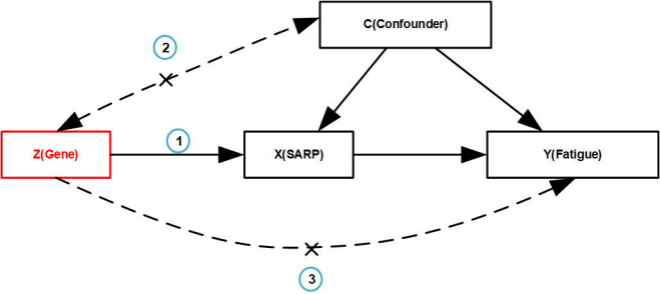 C(Confounder)
2
Z(Gene)
1
X(SARP)
Y(Fatigue)
3